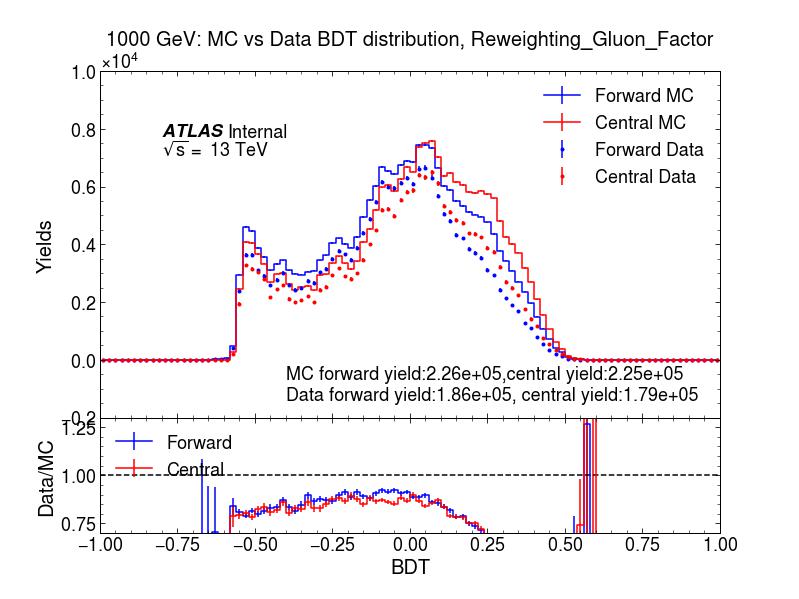 1000 GeV: MC vs Data BDT distribution, Reweighting_Gluon_Factor
×10⁴
1.0
0.8
0.6
0.4
0.2
0.0
0.2
Yields
ATLAS Internal
√s = 13 TeV
Forward MC
Central MC
Forward Data
Central Data
MC forward yield:2.26e+05,central yield:2.25e+05
Data forward yield:1.86e+05, central yield:1.79e+05
1.25
1.00
0.75
Data/MC
Forward
Central
−1.00 −0.75 −0.50 −0.25 0.00 0.25 0.50 0.75 1.00
BDT